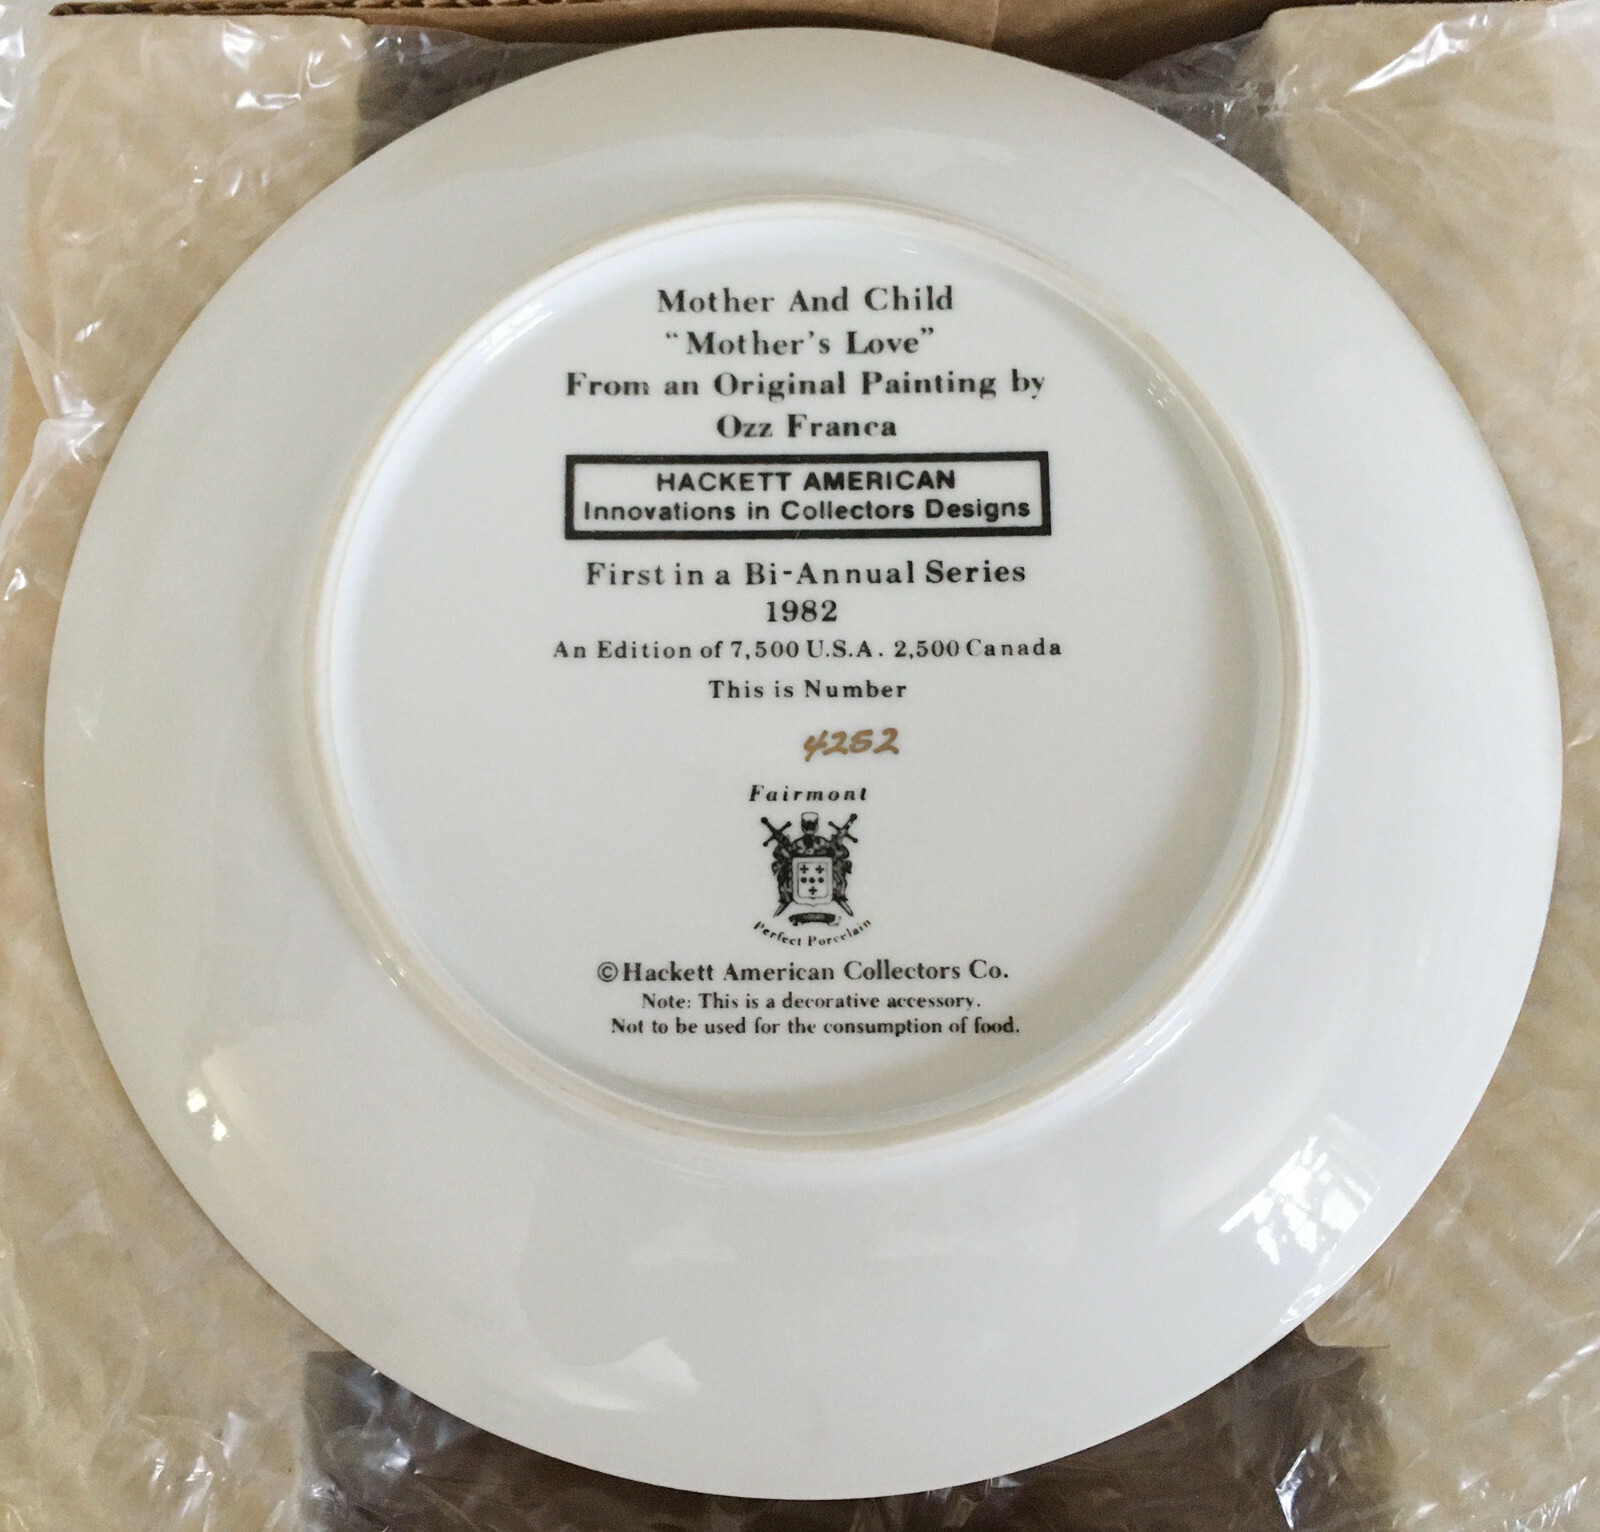 Mother And Child
“Mother's Love”
From an Original Painting by
Ozz Franca
HACKETT AMERICAN
Innovations in Collectors Designs
First in a Bi-Annual Series
1982
An Edition of 7,500 U.S.A. 2,500 Canada
This is Number
4252
Fairmont
Perfect Porcelain
©Hackett American Collectors Co.
Note: This is a decorative accessory.
Not to be used for the consumption of food.